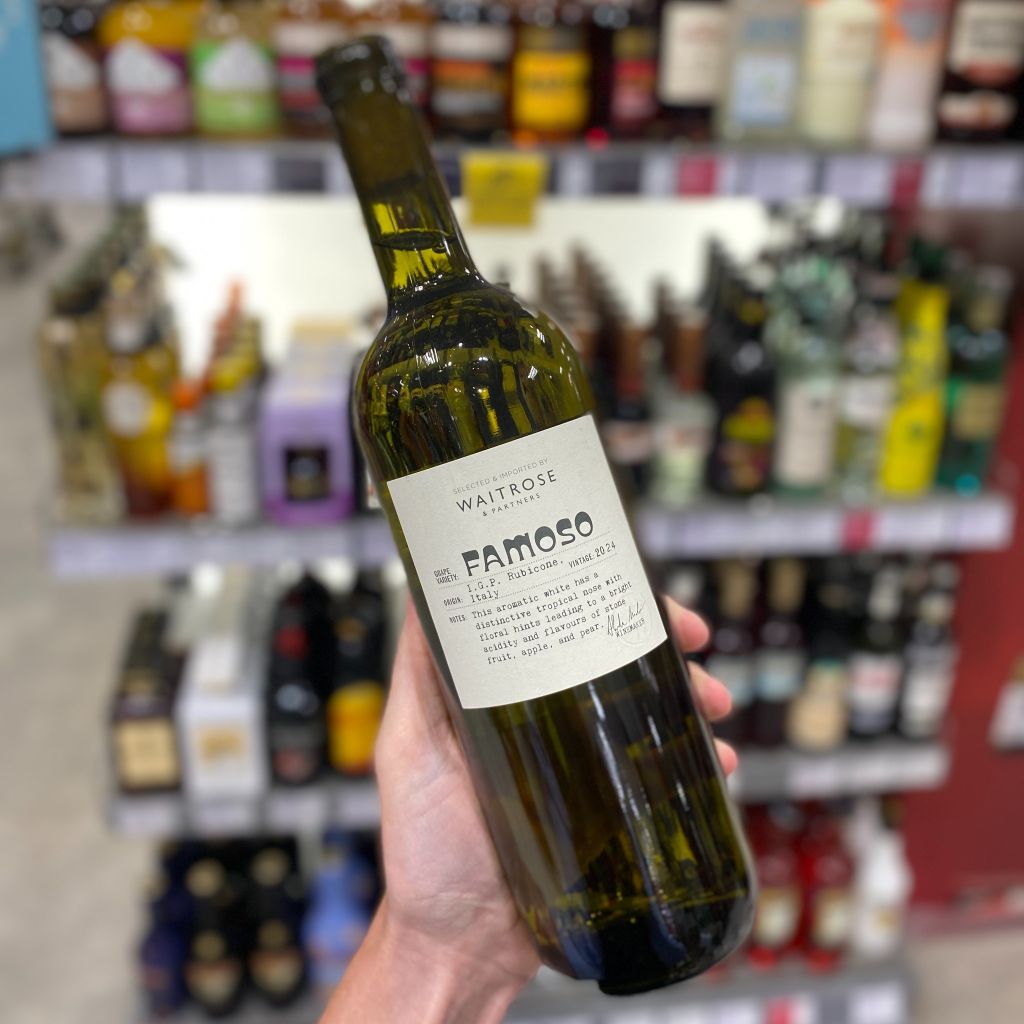 SELECTED & IMPORTED BY
WAITROSE
& PARTNERS
GRAPE VARIETY: FAMOSO
ORIGIN: I.G.P. Rubicone, Italy VINTAGE: 2024
NOTES: This aromatic white has a
distinctive tropical nose with
floral hints leading to a bright
acidity and flavours of stone
fruit, apple, and pear.
WINEMAKER